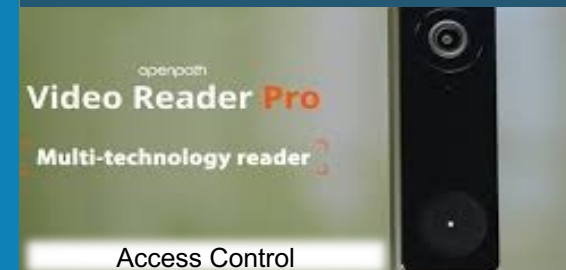 openpath
Video Reader Pro
Multi-technology reader
Access Control